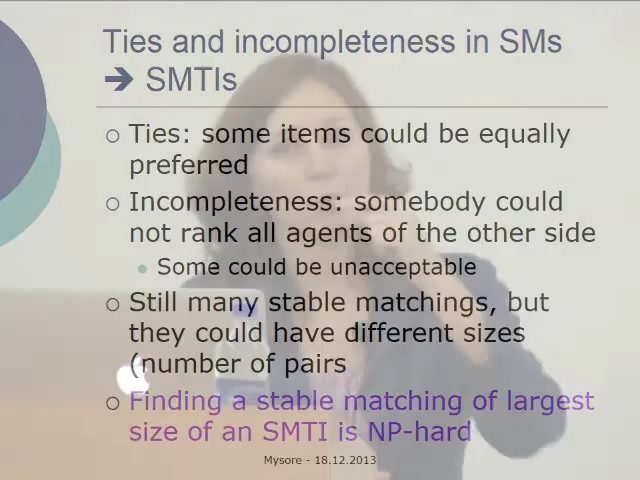 Ties and incompleteness in SMs
➔ SMTIs
Ties: some items could be equally
preferred
Incompleteness: somebody could
not rank all agents of the other side
Some could be unacceptable
Still many stable matchings, but
they could have different sizes
(number of pairs
Finding a stable matching of largest
size of an SMTI is NP-hard
Mysore - 18.12.2013